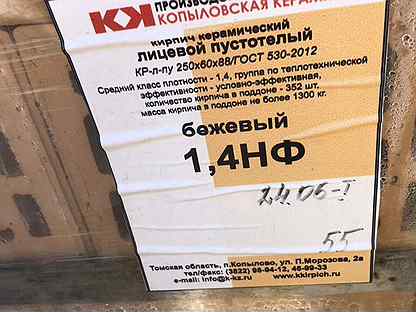 КК ПРОИЗВОД
КОПЫЛОВСКАЯ КЕРАМ
кирпич керамический
лицевой пустотелый
КР-л-пу 250х60х88/ГОСТ 530-2012
Средний класс плотности - 1,4, группа по теплотехнической
эффективности - условно-эффективная,
количество кирпича в поддоне - 352 шт.
масса кирпича в поддоне не более 1300 кг.
бежевый
1,4НФ
24 05-I
55
Томская область, п.Копылово, ул. П.Морозова, 2а
тел/факс: (3822) 98-94-12, 46-99-33
e-mail: info@k-kz.ru www.kkirpich.ru